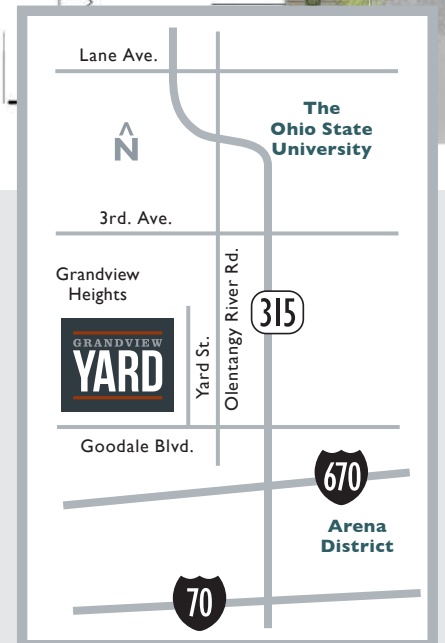 Lane Ave.
The
Ohio State
University
N
3rd. Ave.
Grandview
Heights
GRANDVIEW
YARD
Yard St.
Olentangy River Rd.
315
Goodale Blvd.
670
Arena
District
70